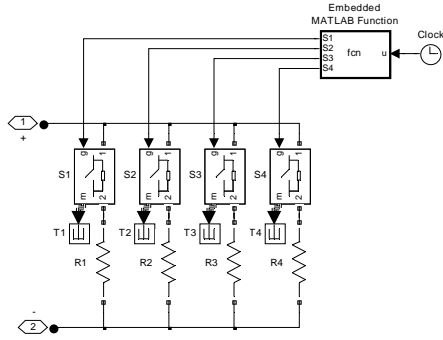 Embedded
MATLAB Function
Clock
S1
S2
S3
S4
fcn
u
1
+
S1
g
1
m
2
S2
g
1
m
2
S3
g
1
m
2
S4
g
1
m
2
T1
T2
T3
T4
R1
R2
R3
R4
-
2